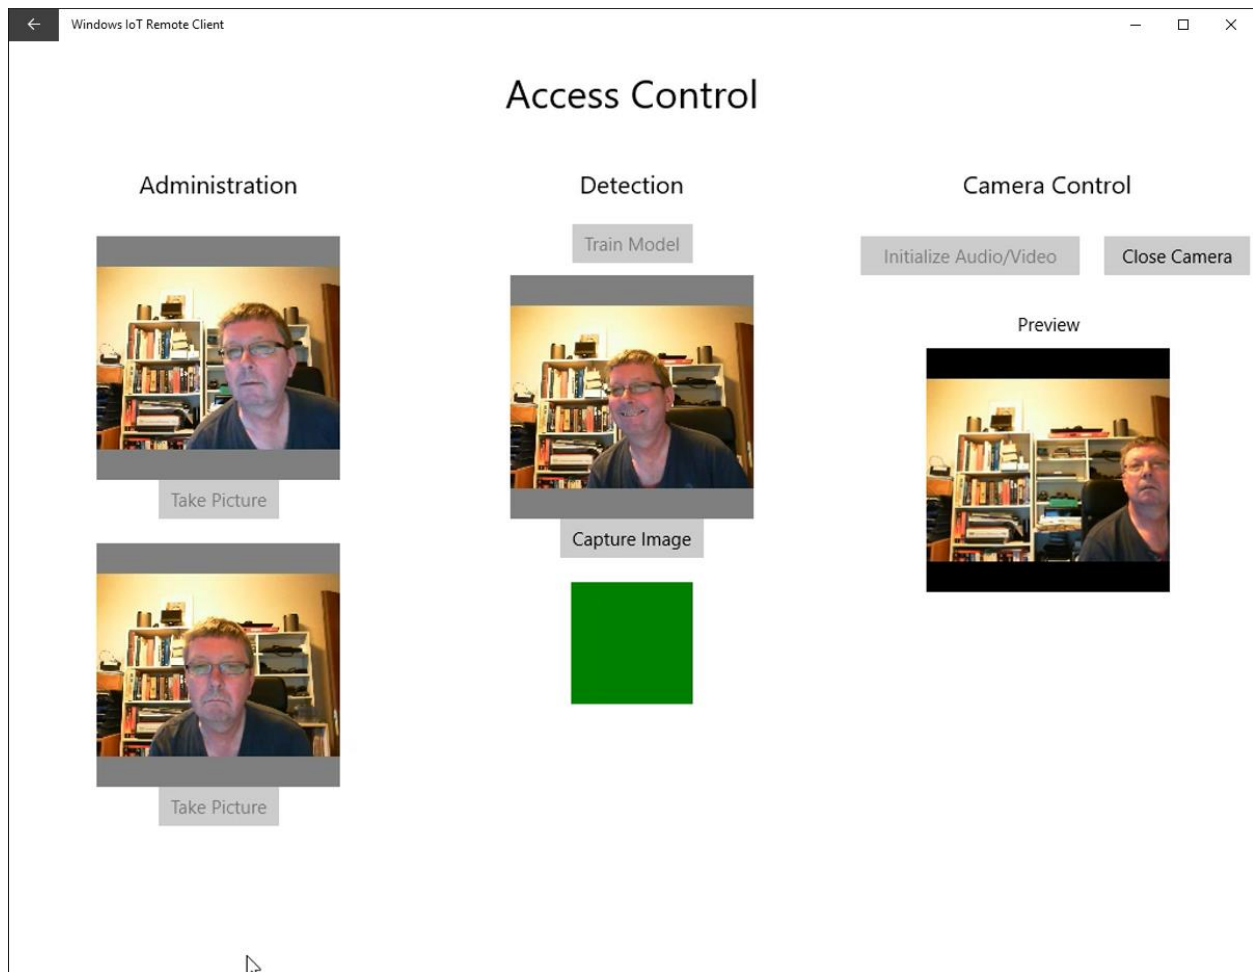 Windows IoT Remote Client
Access Control
Administration
Take Picture
Take Picture
Detection
Train Model
Capture Image
Camera Control
Initialize Audio/Video
Close Camera
Preview